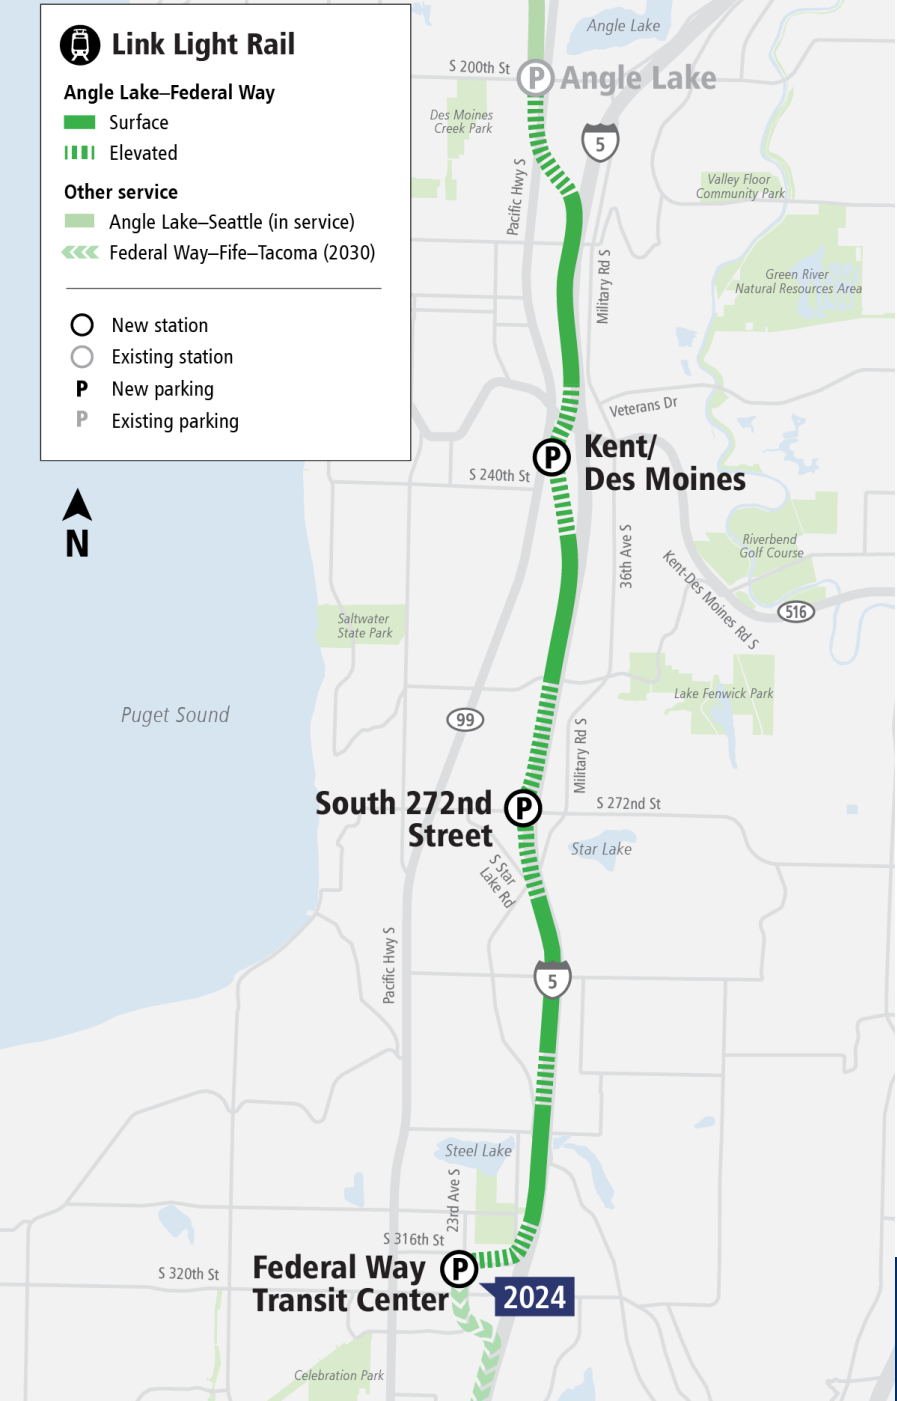 Link Light Rail
Angle Lake–Federal Way
Surface
Elevated
Other service
Angle Lake–Seattle (in service)
Federal Way–Fife–Tacoma (2030)
New station
Existing station
P New parking
P Existing parking
N
Angle Lake
S 200th St
P Angle Lake
Des Moines
Creek Park
5
Pacific Hwy S
Valley Floor
Community Park
Military Rd S
Green River
Natural Resources Area
Veterans Dr
P Kent/
Des Moines
S 240th St
36th Ave S
Riverbend
Golf Course
Kent-Des Moines Rd S
516
Saltwater
State Park
Lake Fenwick Park
Puget Sound
99
Military Rd S
South 272nd
Street
P
S 272nd St
Star Lake
S Star
Lake Rd
Pacific Hwy S
5
Steel Lake
23rd Ave S
S 316th St
S 320th St
Federal Way
Transit Center
P
2024
Celebration Park